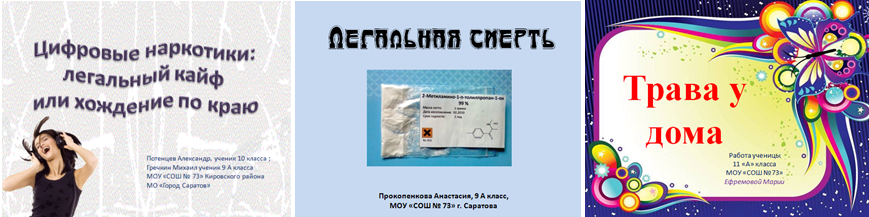 Цифровые наркотики:
легальный кайф
или хождение по краю
Потенцев Александр, ученик 10 класса ;
Гречкин Михаил ученик 9 А класса
МОУ «СОШ № 73» Кировского района
МО «Город Саратов»
Легальная смерть
2-Метиламино-1-п-толилпропан-1-он
99 %
Прокопенкова Анастасия, 9 А класс,
МОУ «СОШ № 73» г. Саратова
Трава у
дома
Работа ученицы
11 «А» класса
МОУ «СОШ № 73»
Ефремовой Марии